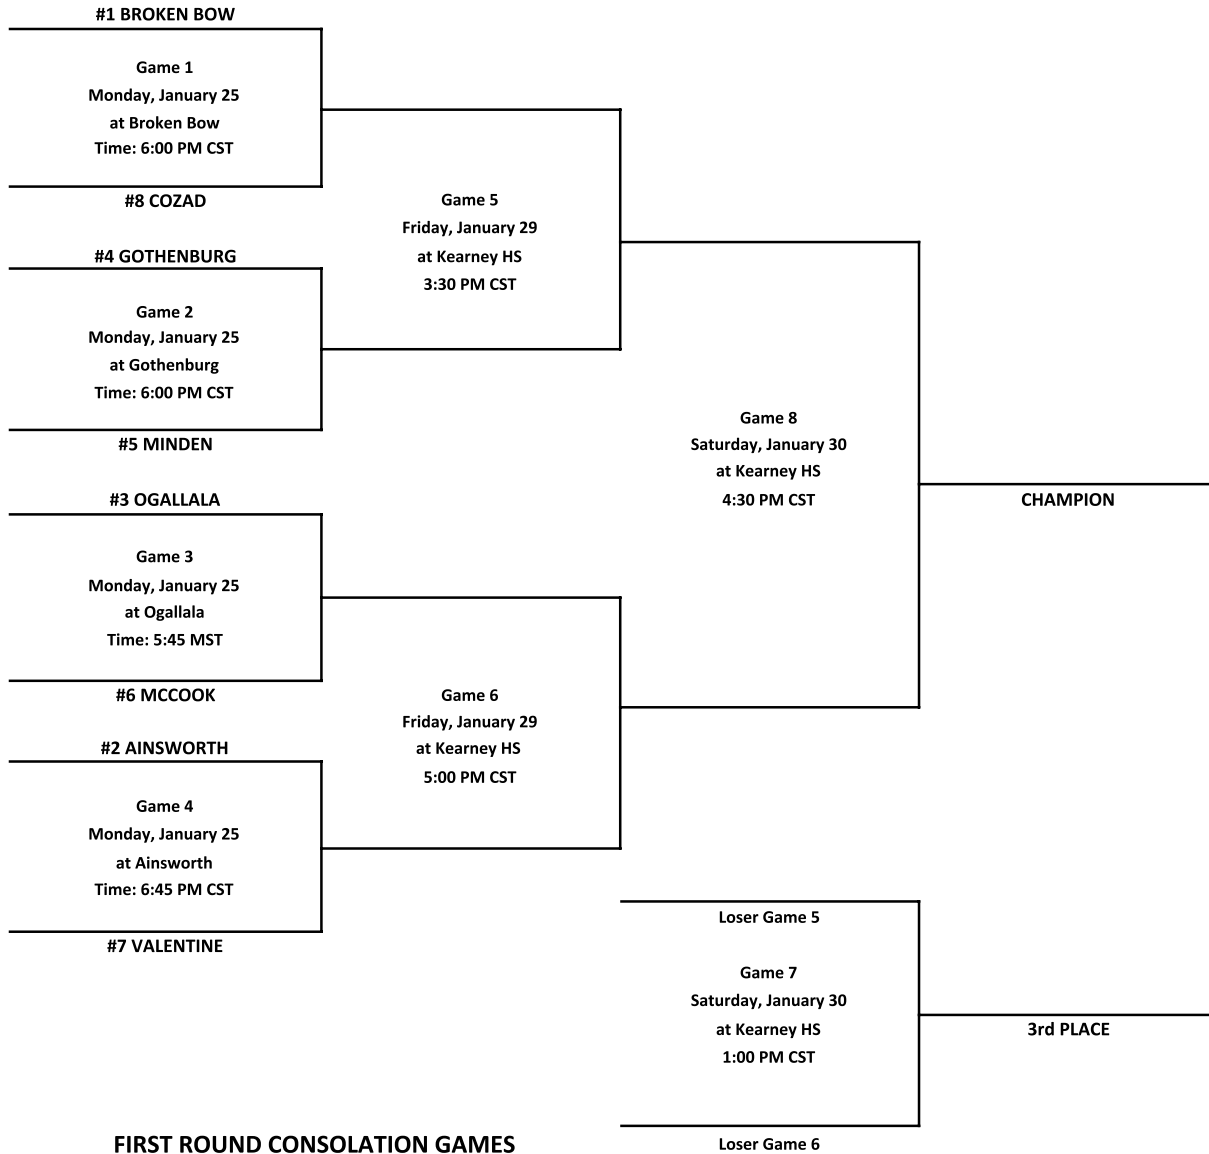 #1 BROKEN BOW
Game 1
Monday, January 25
at Broken Bow
Time: 6:00 PM CST
#8 COZAD
#4 GOTHENBURG
Game 2
Monday, January 25
at Gothenburg
Time: 6:00 PM CST
#5 MINDEN
#3 OGALLALA
Game 3
Monday, January 25
at Ogallala
Time: 5:45 MST
#6 MCCOOK
#2 AINSWORTH
Game 4
Monday, January 25
at Ainsworth
Time: 6:45 PM CST
#7 VALENTINE
Game 5
Friday, January 29
at Kearney HS
3:30 PM CST
Game 6
Friday, January 29
at Kearney HS
5:00 PM CST
Game 8
Saturday, January 30
at Kearney HS
4:30 PM CST
CHAMPION
Loser Game 5
Game 7
Saturday, January 30
at Kearney HS
1:00 PM CST
Loser Game 6
3rd PLACE
FIRST ROUND CONSOLATION GAMES